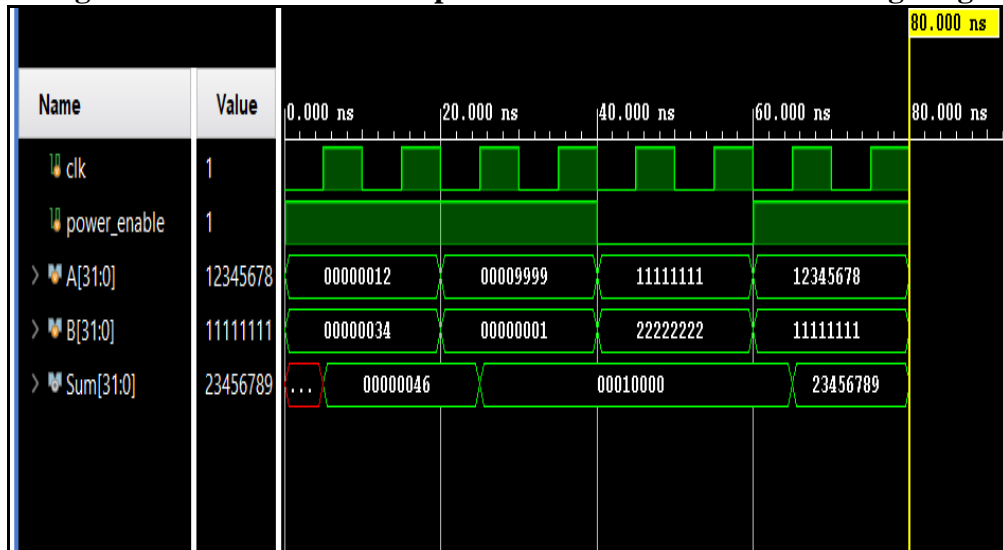 80.000 ns
Name Value 0.000 ns 20.000 ns 40.000 ns 60.000 ns 80.000 ns
clk 1
power_enable 1
> A[31:0] 12345678 00000012 00009999 11111111 12345678
> B[31:0] 11111111 00000034 00000001 22222222 11111111
> Sum[31:0] 23456789 ... 00000046 00010000 23456789